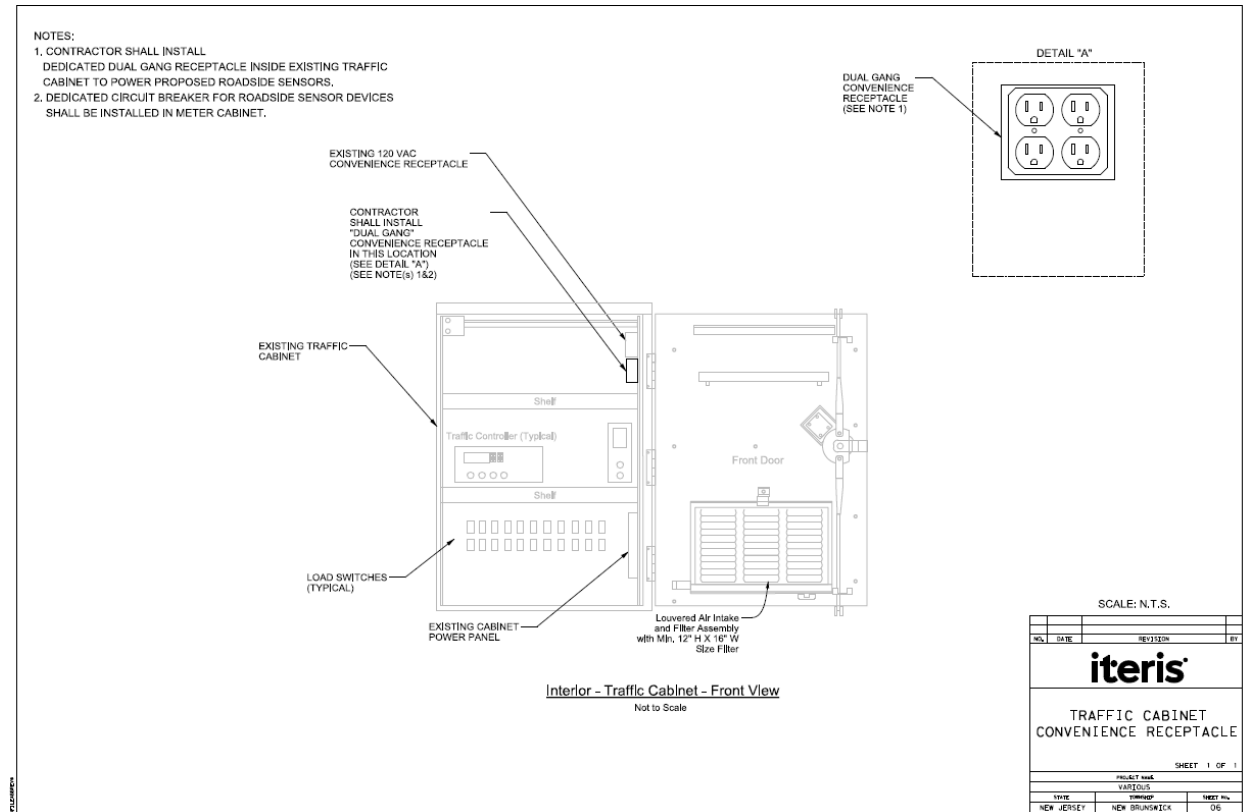 NOTES:
1. CONTRACTOR SHALL INSTALL
DEDICATED DUAL GANG RECEPTACLE INSIDE EXISTING TRAFFIC
CABINET TO POWER PROPOSED ROADSIDE SENSORS.
2. DEDICATED CIRCUIT BREAKER FOR ROADSIDE SENSOR DEVICES
SHALL BE INSTALLED IN METER CABINET.
DETAIL "A"
DUAL GANG
CONVENIENCE
RECEPTACLE
(SEE NOTE 1)
EXISTING 120 VAC
CONVENIENCE RECEPTACLE
CONTRACTOR
SHALL INSTALL
"DUAL GANG"
CONVENIENCE RECEPTACLE
IN THIS LOCATION
(SEE DETAIL "A")
(SEE NOTE(s) 1&2)
EXISTING TRAFFIC
CABINET
Shelf
Traffic Controller (Typical)
Front Door
Shelf
LOAD SWITCHES
(TYPICAL)
EXISTING CABINET
POWER PANEL
Louvered Air Intake
and Filter Assembly
with Min. 12" H X 16" W
Size Filter
Interior - Traffic Cabinet - Front View
Not to Scale
SCALE: N.T.S.
NO. DATE REVISION BY
iteris
TRAFFIC CABINET
CONVENIENCE RECEPTACLE
SHEET 1 OF 1
PROJECT NAME
VARIOUS
STATE TOWNSHIP SHEET No.
NEW JERSEY NEW BRUNSWICK 06